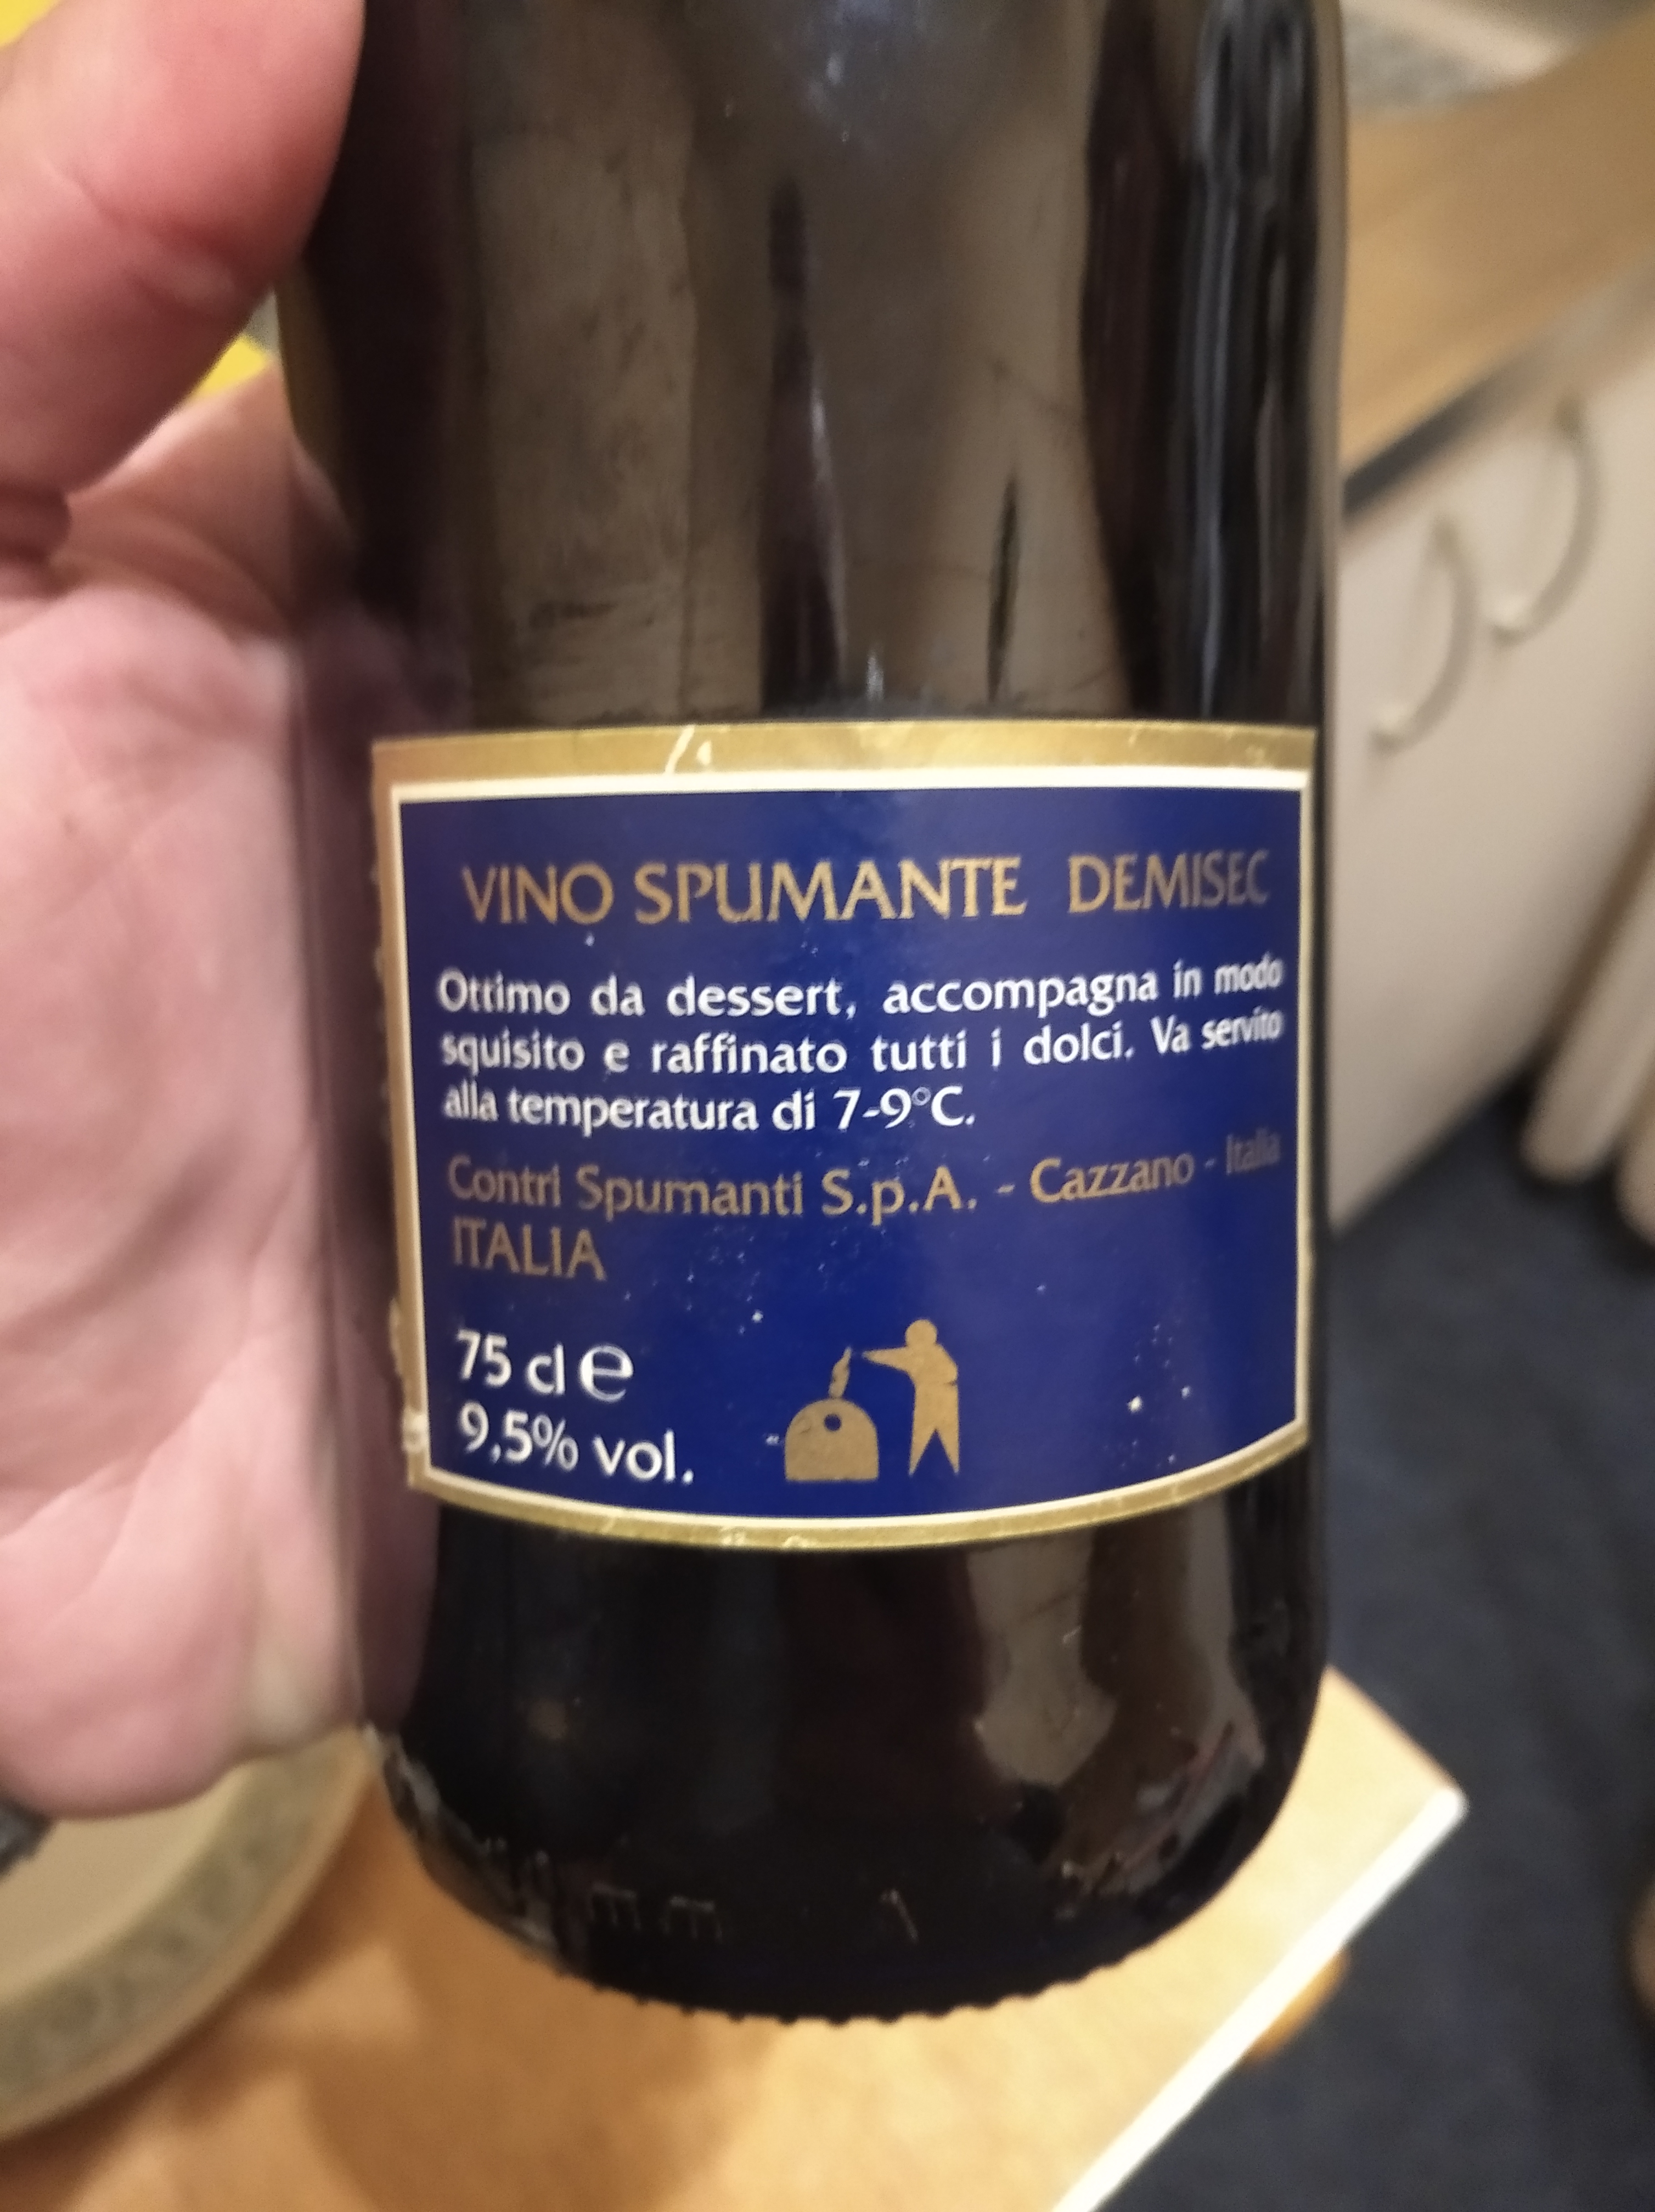 VINO SPUMANTE DEMISEC
Ottimo da dessert, accompagna in modo
squisito e raffinato tutti i dolci. Va servito
alla temperatura di 7-9°C.
Contri Spumanti S.p.A. - Cazzano - Italia
ITALIA
75 cl e
9,5% vol.